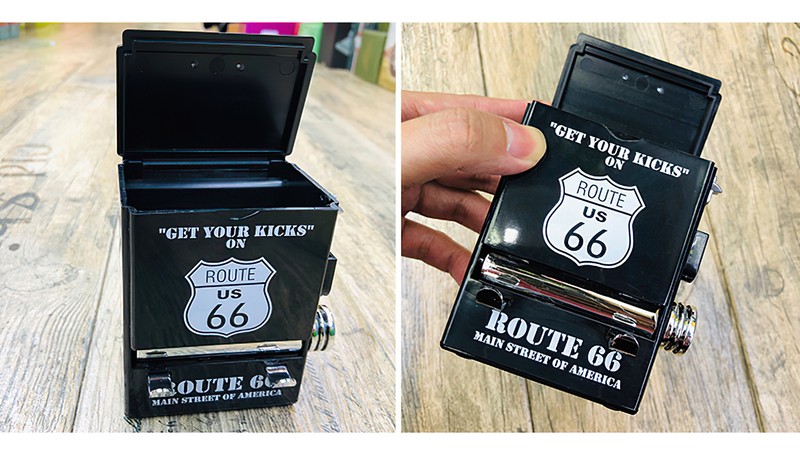 "GET YOUR KICKS"
ON
ROUTE
US
66
ROUTE 66
MAIN STREET OF AMERICA
"GET YOUR KICKS"
ON
ROUTE
US
66
ROUTE 66
MAIN STREET OF AMERICA